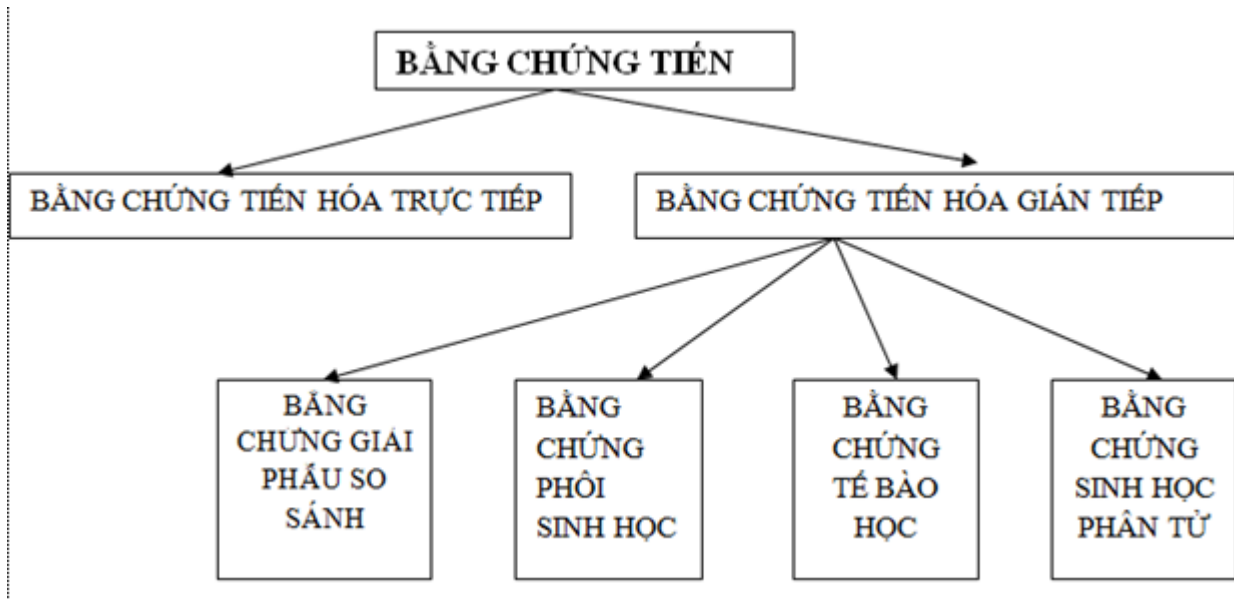 BẰNG CHỨNG TIẾN
BẰNG CHỨNG TIẾN HÓA TRỰC TIẾP
BẰNG CHỨNG TIẾN HÓA GIÁN TIẾP
BẰNG
CHỨNG GIẢI
PHẪU SO
SÁNH
BẰNG
CHỨNG
PHÔI
SINH HỌC
BẰNG
CHỨNG
TẾ BÀO
HỌC
BẰNG
CHỨNG
SINH HỌC
PHÂN TỬ